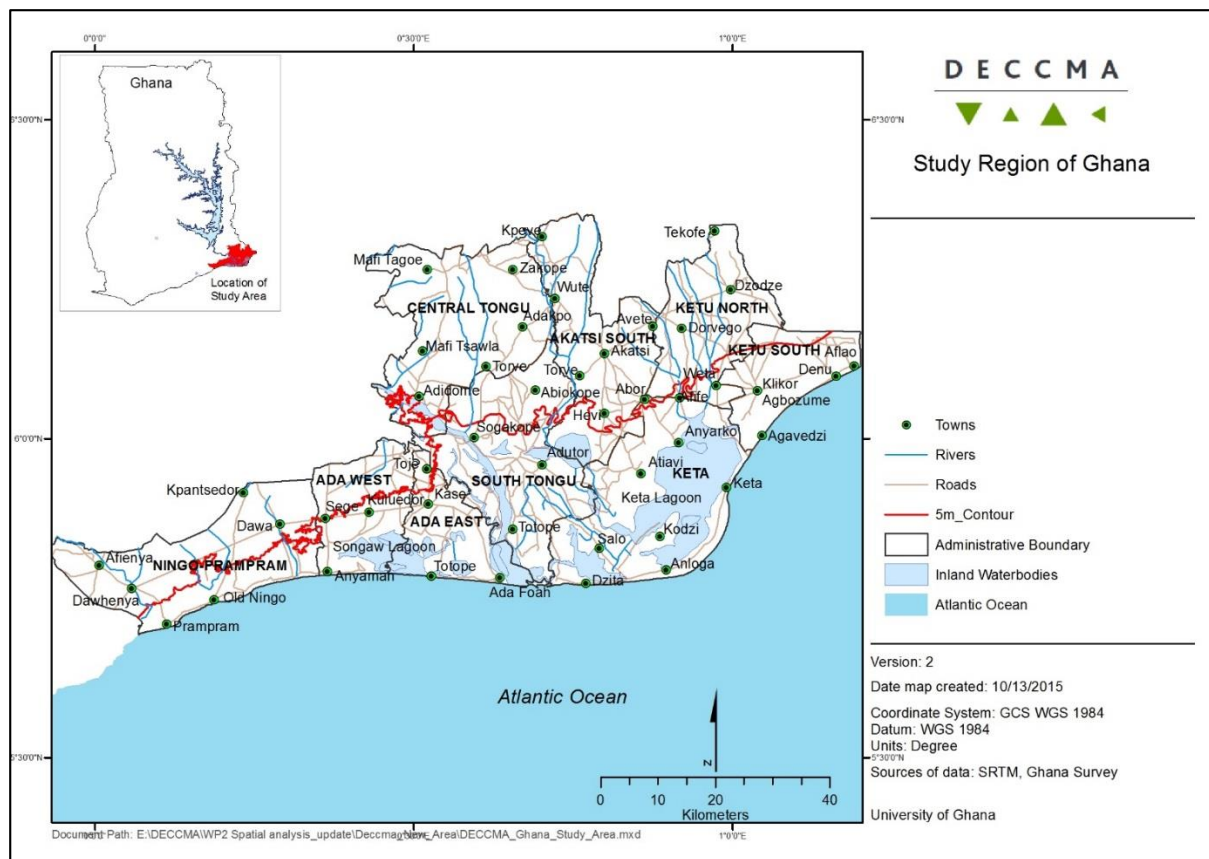 0°0'0"
0°30'0"E
1°0'0"E
Ghana
Location of
Study Area
6°30'0"N
6°30'0"N
DECCMA
Study Region of Ghana
Kpeve
Tekofe
Mafi Tagoe
Zakope
Wute
Dzodze
CENTRAL TONGU
KETU NORTH
Adakpo
Avete
Dorvego
AKATSI SOUTH
Mafi Tsawla
Akatsi
KETU SOUTH
Aflao
Torve
Torve
Weta
Denu
Adidome
Abiokope
Abor
Afife
Klikor
Agbozume
Hevi
6°0'0"N
6°0'0"N
Sogakope
Anyarko
Agavedzi
Adutor
Toje
Atiavi
ADA WEST
SOUTH TONGU
KETA
Keta
Kpantsedor
Kase
Keta Lagoon
Sege
Kuluedor
Dawa
ADA EAST
Totope
Kodzi
Songaw Lagoon
Salo
Afienya
NINGO-PRAMPRAM
Anyaman
Totope
Anloga
Dawhenya
Old Ningo
Ada Foah
Dzita
Prampram
Atlantic Ocean
Towns
Rivers
Roads
5m_Contour
Administrative Boundary
Inland Waterbodies
Atlantic Ocean
N
0 5 10 20 30 40
Kilometers
5°30'0"N
5°30'0"N
Version: 2
Date map created: 10/13/2015
Coordinate System: GCS WGS 1984
Datum: WGS 1984
Units: Degree
Sources of data: SRTM, Ghana Survey
University of Ghana
1°0'0"E